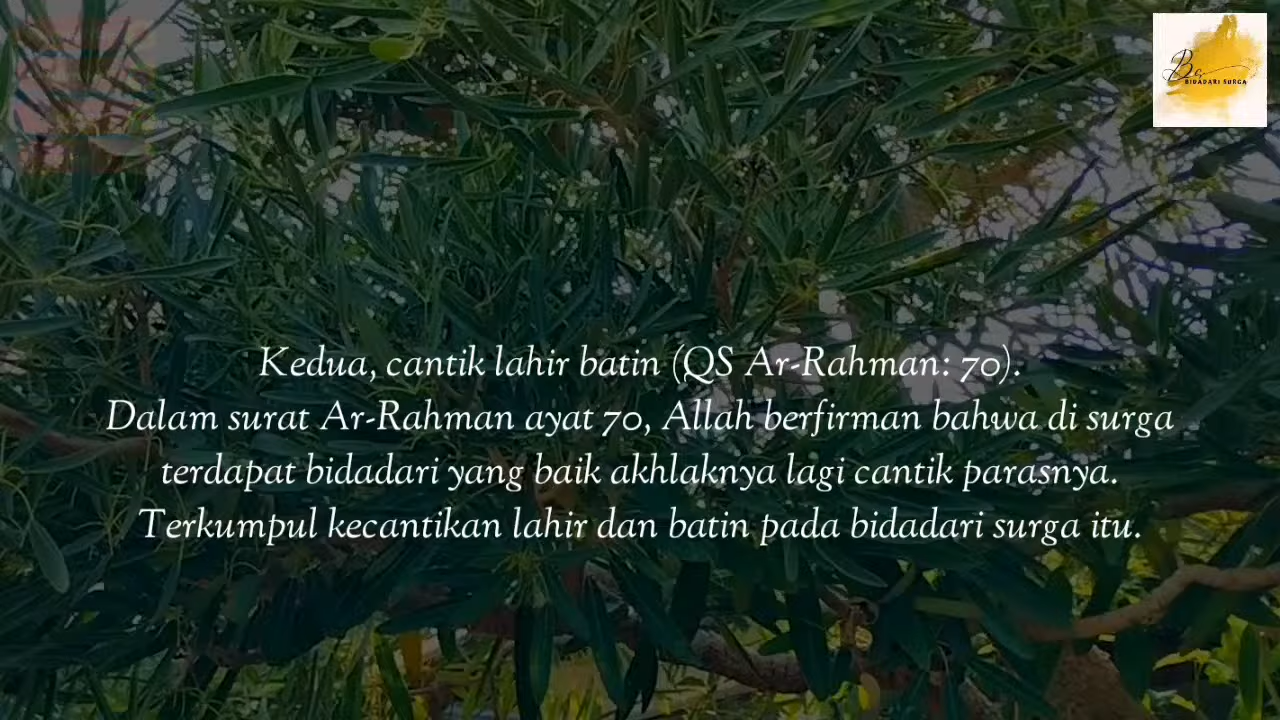 Bs
BIDADARI SURGA
Kedua, cantik lahir batin (QS Ar-Rahman: 70).
Dalam surat Ar-Rahman ayat 70, Allah berfirman bahwa di surga
terdapat bidadari yang baik akhlaknya lagi cantik parasnya.
Terkumpul kecantikan lahir dan batin pada bidadari surga itu.